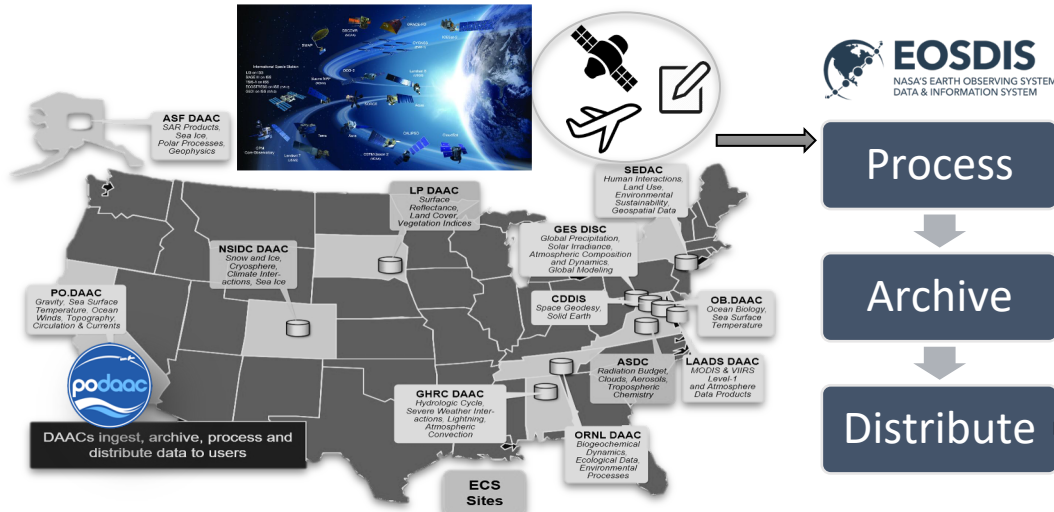 ASF DAAC
SAR Products,
Sea Ice,
Polar Processes,
Geophysics
International Space Station
EOSDIS
NASA'S EARTH OBSERVING SYSTEM
DATA & INFORMATION SYSTEM
Process
Archive
Distribute
SEDAC
Human Interactions,
Land Use,
Environmental
Sustainability,
Geospatial Data
LP DAAC
Surface
Reflectance,
Land Cover,
Vegetation Indices
GES DISC
Global Precipitation,
Solar Irradiance,
Atmospheric Composition
and Dynamics,
Global Modeling
NSIDC DAAC
Snow and Ice,
Cryosphere,
Climate Inter-
actions, Sea Ice
PO.DAAC
Gravity, Sea Surface
Temperature, Ocean
Winds, Topography,
Circulation & Currents
CDDIS
Space Geodesy,
Solid Earth
OB.DAAC
Ocean Biology,
Sea Surface
Temperature
podaac
ASDC
Radiation Budget,
Clouds, Aerosols,
Tropospheric
Chemistry
LAADS DAAC
MODIS & VIIRS
Level-1
and Atmosphere
Data Products
GHRC DAAC
Hydrologic Cycle,
Severe Weather Inter-
actions, Lightning,
Atmospheric
Convection
DAACs ingest, archive, process and
distribute data to users
ORNL DAAC
Biogeochemical
Dynamics,
Ecological Data,
Environmental
Processes
ECS
Sites